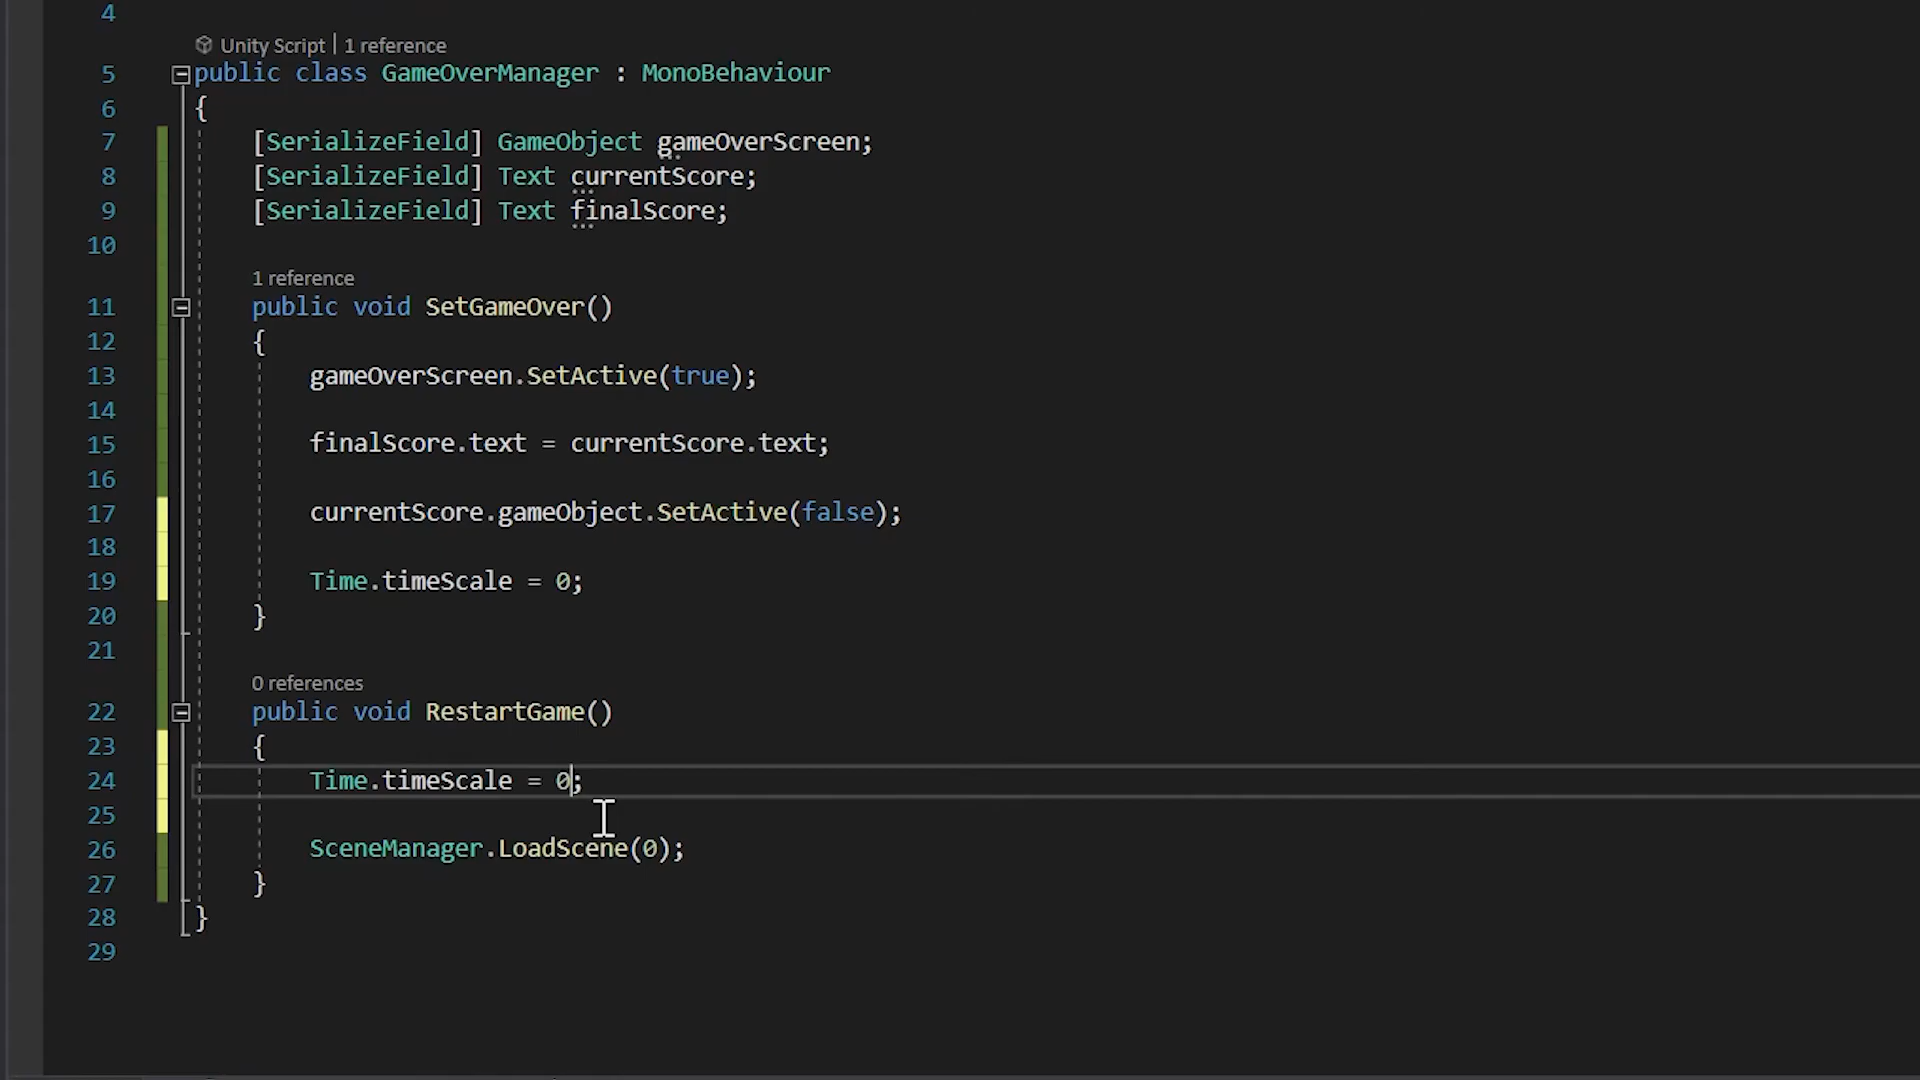 4
Unity Script | 1 reference
5 public class GameOverManager : MonoBehaviour
6 {
7 [SerializeField] GameObject gameOverScreen;
8 [SerializeField] Text currentScore;
9 [SerializeField] Text finalScore;
10
1 reference
11 public void SetGameOver()
12 {
13 gameOverScreen.SetActive(true);
14
15 finalScore.text = currentScore.text;
16
17 currentScore.gameObject.SetActive(false);
18
19 Time.timeScale = 0;
20 }
21
0 references
22 public void RestartGame()
23 {
24 Time.timeScale = 0;
25
26 SceneManager.LoadScene(0);
27 }
28 }
29